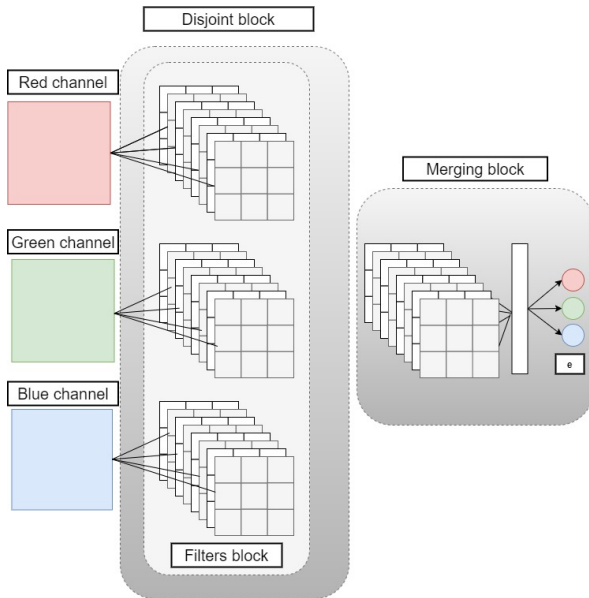 Disjoint block
Red channel
Merging block
Green channel
e
Blue channel
Filters block